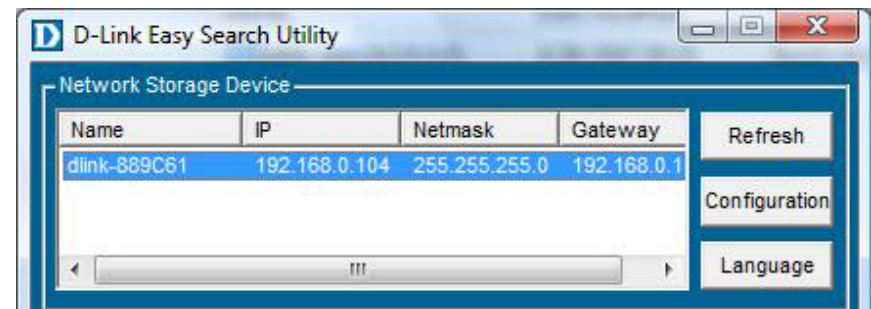 D D-Link Easy Search Utility
Network Storage Device
Name IP Netmask Gateway
dlink-889C61 192.168.0.104 255.255.255.0 192.168.0.1
Refresh
Configuration
Language